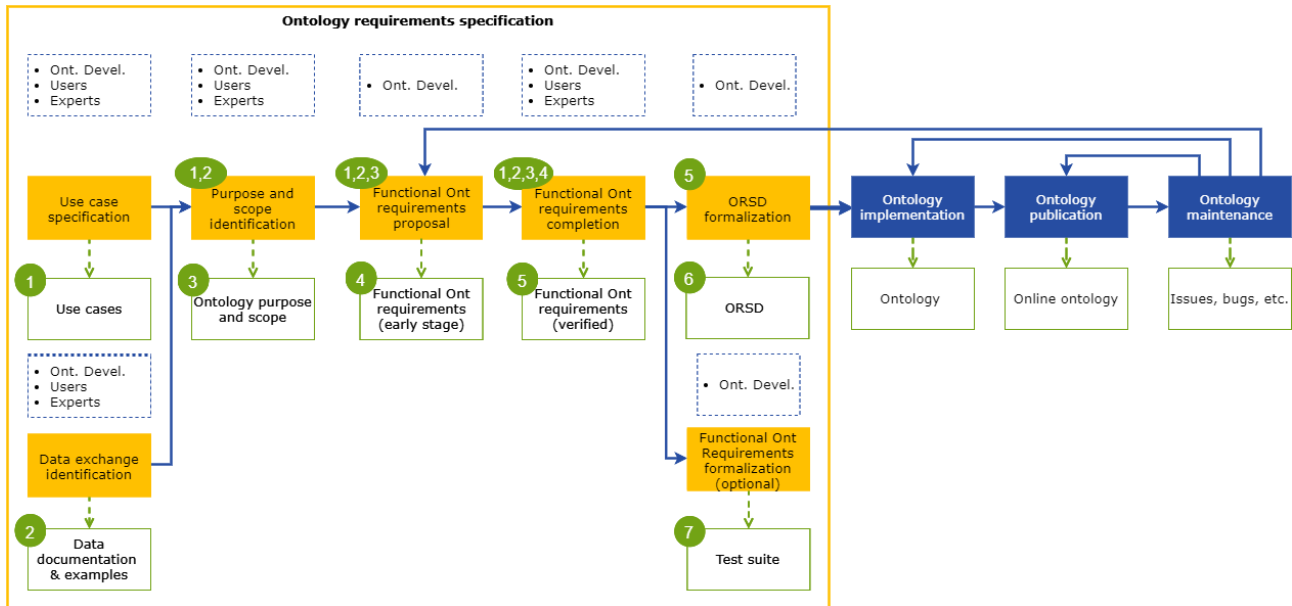 Ontology requirements specification
• Ont. Devel.
• Users
• Experts
• Ont. Devel.
• Users
• Experts
• Ont. Devel.
• Ont. Devel.
• Users
• Experts
• Ont. Devel.
1,2
1,2,3
1,2,3,4
5
Use case
specification
Purpose and
scope
identification
Functional Ont
requirements
proposal
Functional Ont
requirements
completion
ORSD
formalization
Ontology
implementation
Ontology
publication
Ontology
maintenance
1
Use cases
3
Ontology purpose
and scope
4
Functional Ont
requirements
(early stage)
5
Functional Ont
requirements
(verified)
6
ORSD
Ontology
Online ontology
Issues, bugs, etc.
• Ont. Devel.
• Users
• Experts
• Ont. Devel.
Data exchange
identification
Functional Ont
Requirements
formalization
(optional)
2
Data
documentation
& examples
7
Test suite